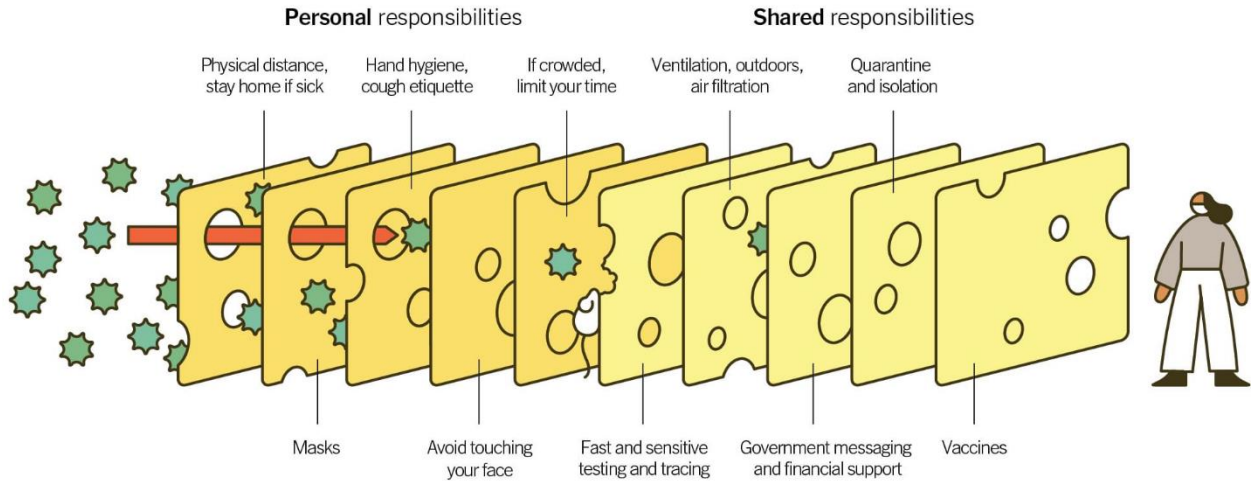 Personal responsibilities
Shared responsibilities
Physical distance,
stay home if sick
Hand hygiene,
cough etiquette
If crowded,
limit your time
Ventilation, outdoors,
air filtration
Quarantine
and isolation
Masks
Avoid touching
your face
Fast and sensitive
testing and tracing
Government messaging
and financial support
Vaccines